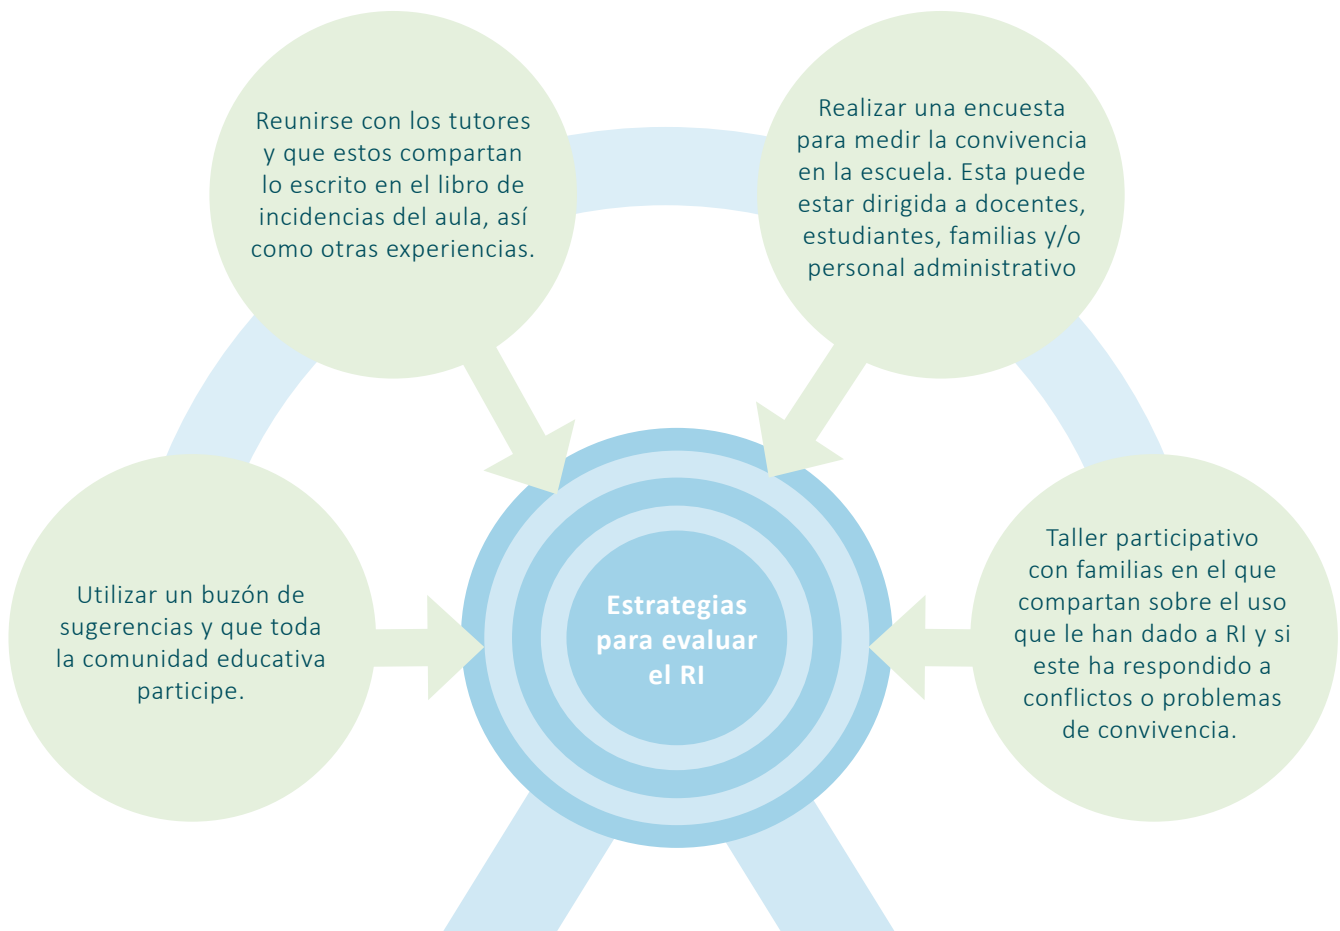 Reunirse con los tutores
y que estos compartan
lo escrito en el libro de
incidencias del aula, así
como otras experiencias.
Realizar una encuesta
para medir la convivencia
en la escuela. Esta puede
estar dirigida a docentes,
estudiantes, familias y/o
personal administrativo
Utilizar un buzón de
sugerencias y que toda
la comunidad educativa
participe.
Estrategias
para evaluar
el RI
Taller participativo
con familias en el que
compartan sobre el uso
que le han dado a RI y si
este ha respondido a
conflictos o problemas
de convivencia.